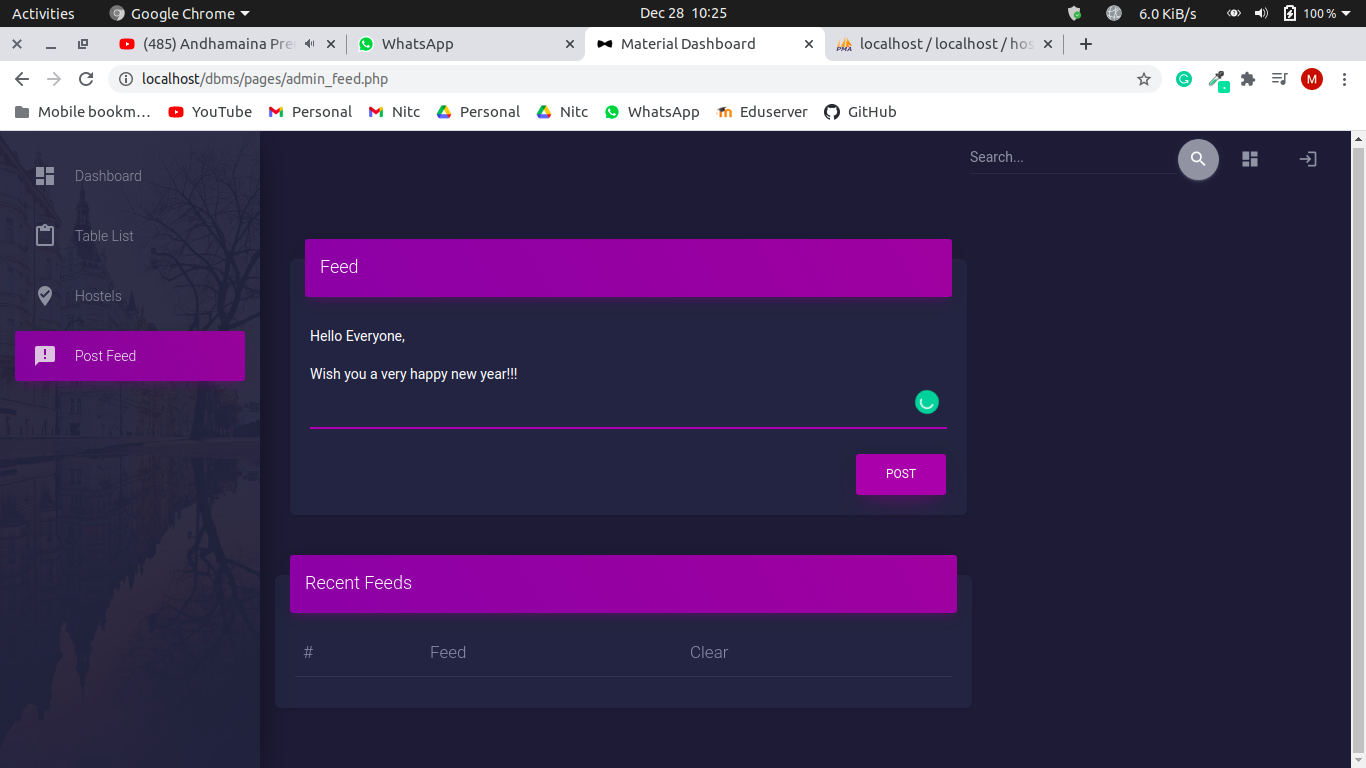 Activities Google Chrome Dec 28 10:25 6.0 KiB/s 100 %
(485) Andhamaina Pre WhatsApp Material Dashboard localhost / localhost / hos
localhost/dbms/pages/admin_feed.php M
Mobile bookm… YouTube Personal Nitc Personal Nitc WhatsApp Eduserver GitHub
Search...
Dashboard
Table List
Hostels
Post Feed
Feed
Hello Everyone,
Wish you a very happy new year!!!
POST
Recent Feeds
# Feed Clear